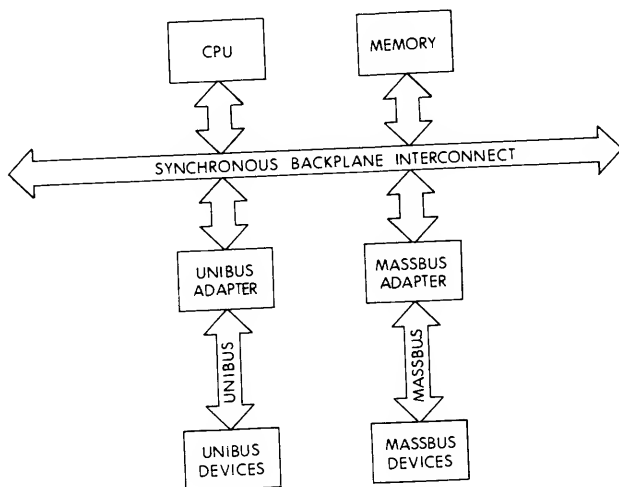 CPU
MEMORY
SYNCHRONOUS BACKPLANE INTERCONNECT
UNIBUS
ADAPTER
MASSBUS
ADAPTER
UNIBUS
MASSBUS
UNIBUS
DEVICES
MASSBUS
DEVICES